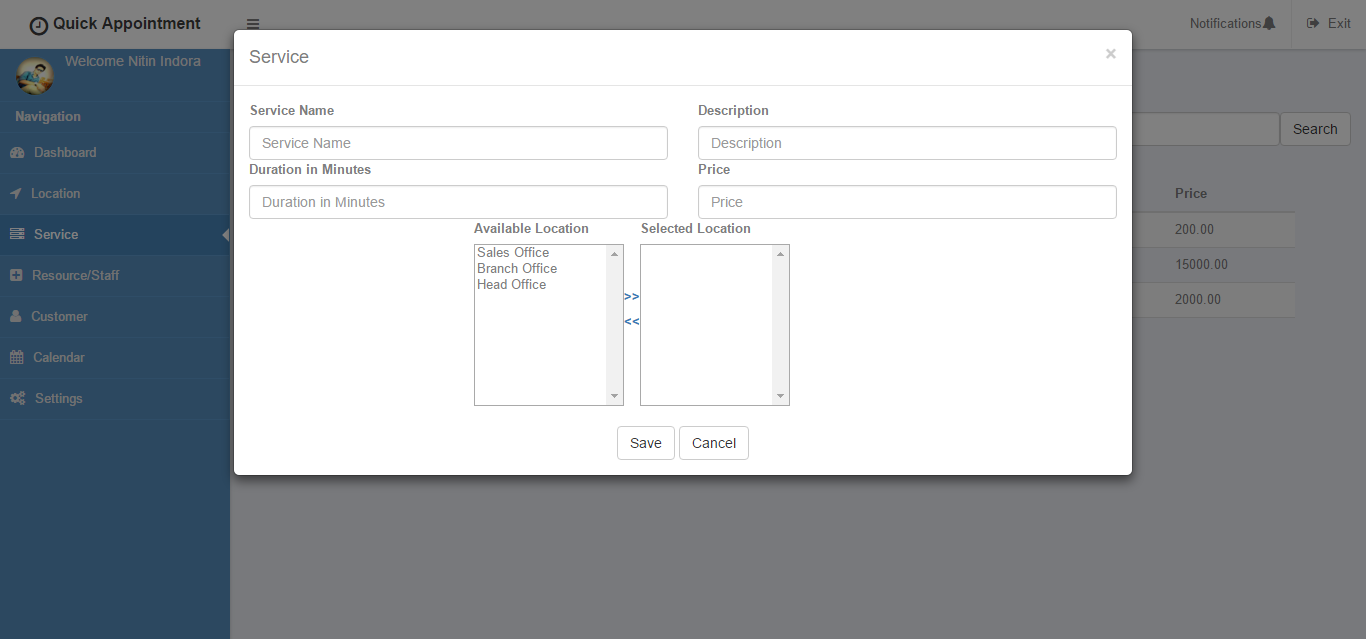 Quick Appointment
Notifications
Exit
Welcome Nitin Indora
Navigation
Dashboard
Location
Service
Resource/Staff
Customer
Calendar
Settings
Service
×
Service Name
Description
Service Name
Description
Duration in Minutes
Price
Duration in Minutes
Price
Available Location
Selected Location
Sales Office
Branch Office
Head Office
>>
<<
Save
Cancel
Search
Price
200.00
15000.00
2000.00